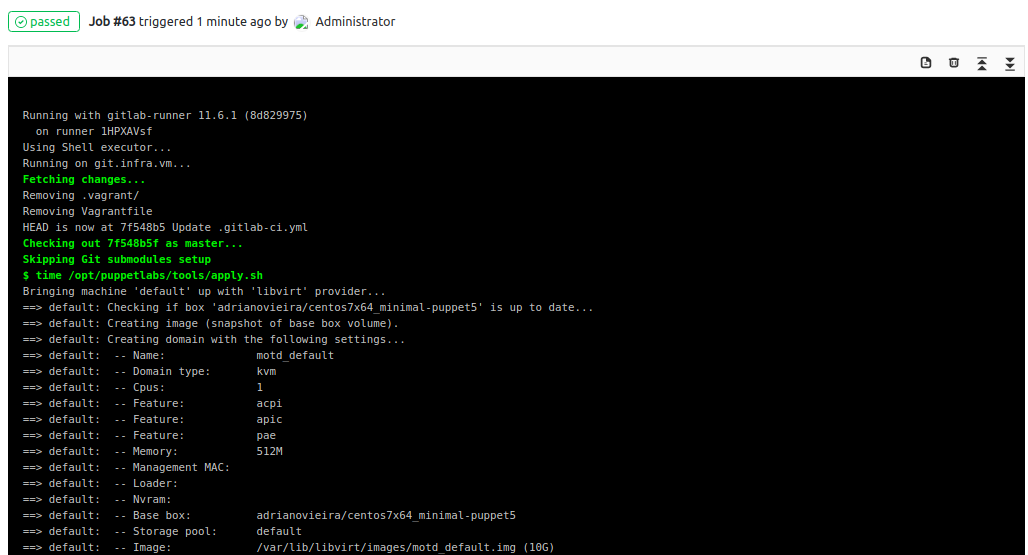 passed Job #63 triggered 1 minute ago by Administrator
Running with gitlab-runner 11.6.1 (8d829975)
on runner 1HPXAVsf
Using Shell executor...
Running on git.infra.vm...
Fetching changes...
Removing .vagrant/
Removing Vagrantfile
HEAD is now at 7f548b5 Update .gitlab-ci.yml
Checking out 7f548b5f as master...
Skipping Git submodules setup
$ time /opt/puppetlabs/tools/apply.sh
Bringing machine 'default' up with 'libvirt' provider...
==> default: Checking if box 'adrianovieira/centos7x64_minimal-puppet5' is up to date...
==> default: Creating image (snapshot of base box volume).
==> default: Creating domain with the following settings...
==> default:  -- Name:              motd_default
==> default:  -- Domain type:       kvm
==> default:  -- Cpus:              1
==> default:  -- Feature:           acpi
==> default:  -- Feature:           apic
==> default:  -- Feature:           pae
==> default:  -- Memory:            512M
==> default:  -- Management MAC:
==> default:  -- Loader:
==> default:  -- Nvram:
==> default:  -- Base box:          adrianovieira/centos7x64_minimal-puppet5
==> default:  -- Storage pool:      default
==> default:  -- Image:             /var/lib/libvirt/images/motd_default.img (10G)